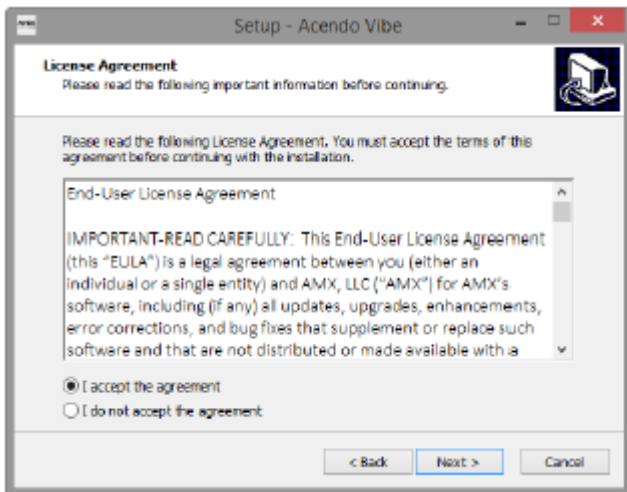 Setup - Acendo Vibe
License Agreement
Please read the following important information before continuing.
Please read the following License Agreement. You must accept the terms of this
agreement before continuing with the installation.
End-User License Agreement
IMPORTANT-READ CAREFULLY: This End-User License Agreement
(this "EULA") is a legal agreement between you (either an
individual or a single entity) and AMX, LLC ("AMX") for AMX's
software, including (if any) all updates, upgrades, enhancements,
error corrections, and bug fixes that supplement or replace such
software and that are not distributed or made available with a
I accept the agreement
I do not accept the agreement
< Back
Next >
Cancel